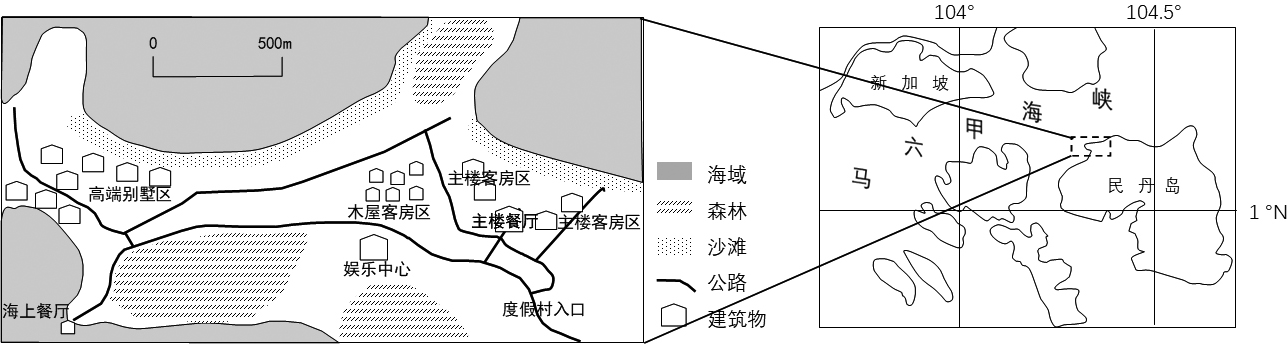 0 500m
高端别墅区
主楼客房区
木屋客房区
主楼餐厅
主楼客房区
娱乐中心
海上餐厅
度假村入口
海域
森林
沙滩
公路
建筑物
104° 104.5°
新加坡
马六甲海峡
民丹岛
1°N